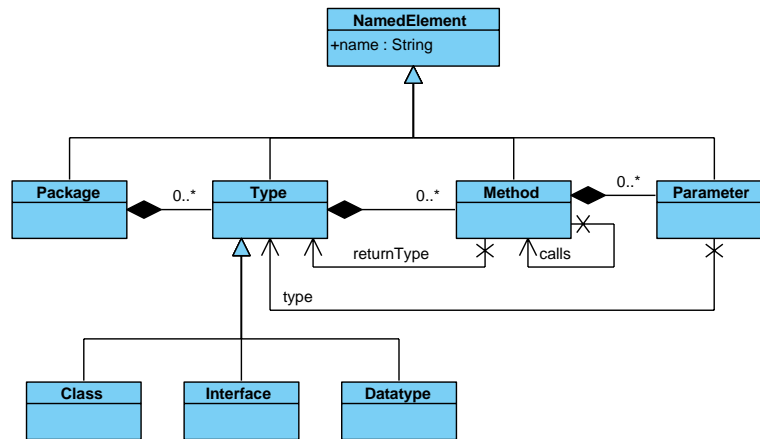 NamedElement
+name : String
Package
0..*
Type
0..*
Method
0..*
Parameter
returnType
calls
type
Class
Interface
Datatype